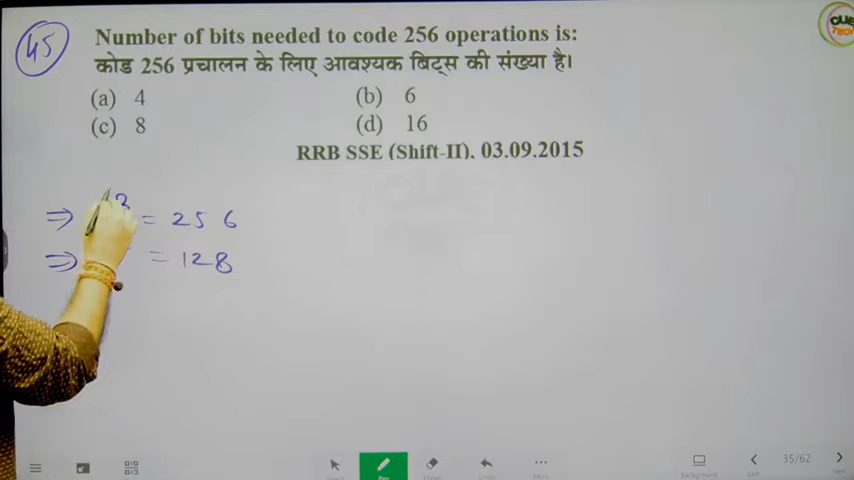 45 Number of bits needed to code 256 operations is:
कोड 256 प्रचालन के लिए आवश्यक बिट्स की संख्या है।
(a) 4 (b) 6
(c) 8 (d) 16
RRB SSE (Shift-II). 03.09.2015
⇒ = 256
⇒ = 128
35/62